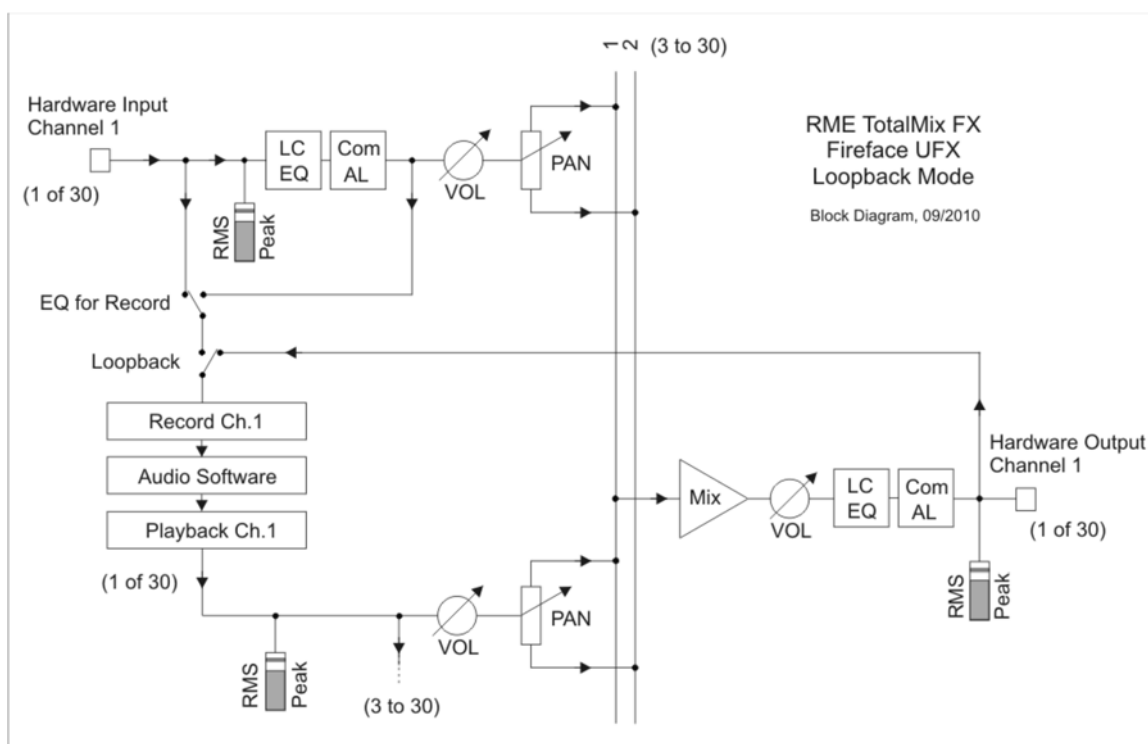 1
2
(3 to 30)
Hardware Input
Channel 1
(1 of 30)
LC
EQ
Com
AL
VOL
PAN
RMS
Peak
RME TotalMix FX
Fireface UFX
Loopback Mode
Block Diagram, 09/2010
EQ for Record
Loopback
Record Ch.1
Audio Software
Playback Ch.1
(1 of 30)
RMS
Peak
(3 to 30)
VOL
PAN
Mix
VOL
LC
EQ
Com
AL
Hardware Output
Channel 1
(1 of 30)
RMS
Peak